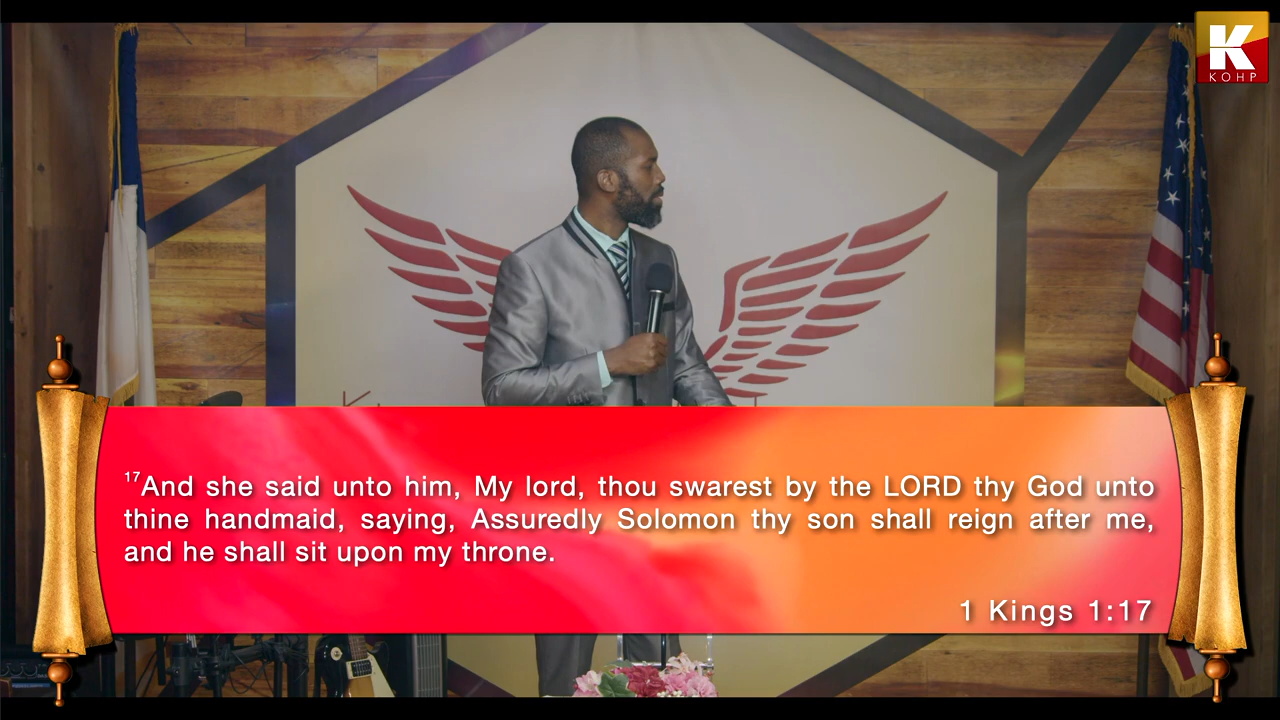 K
KOHP
17And she said unto him, My lord, thou swarest by the LORD thy God unto
thine handmaid, saying, Assuredly Solomon thy son shall reign after me,
and he shall sit upon my throne.
1 Kings 1:17